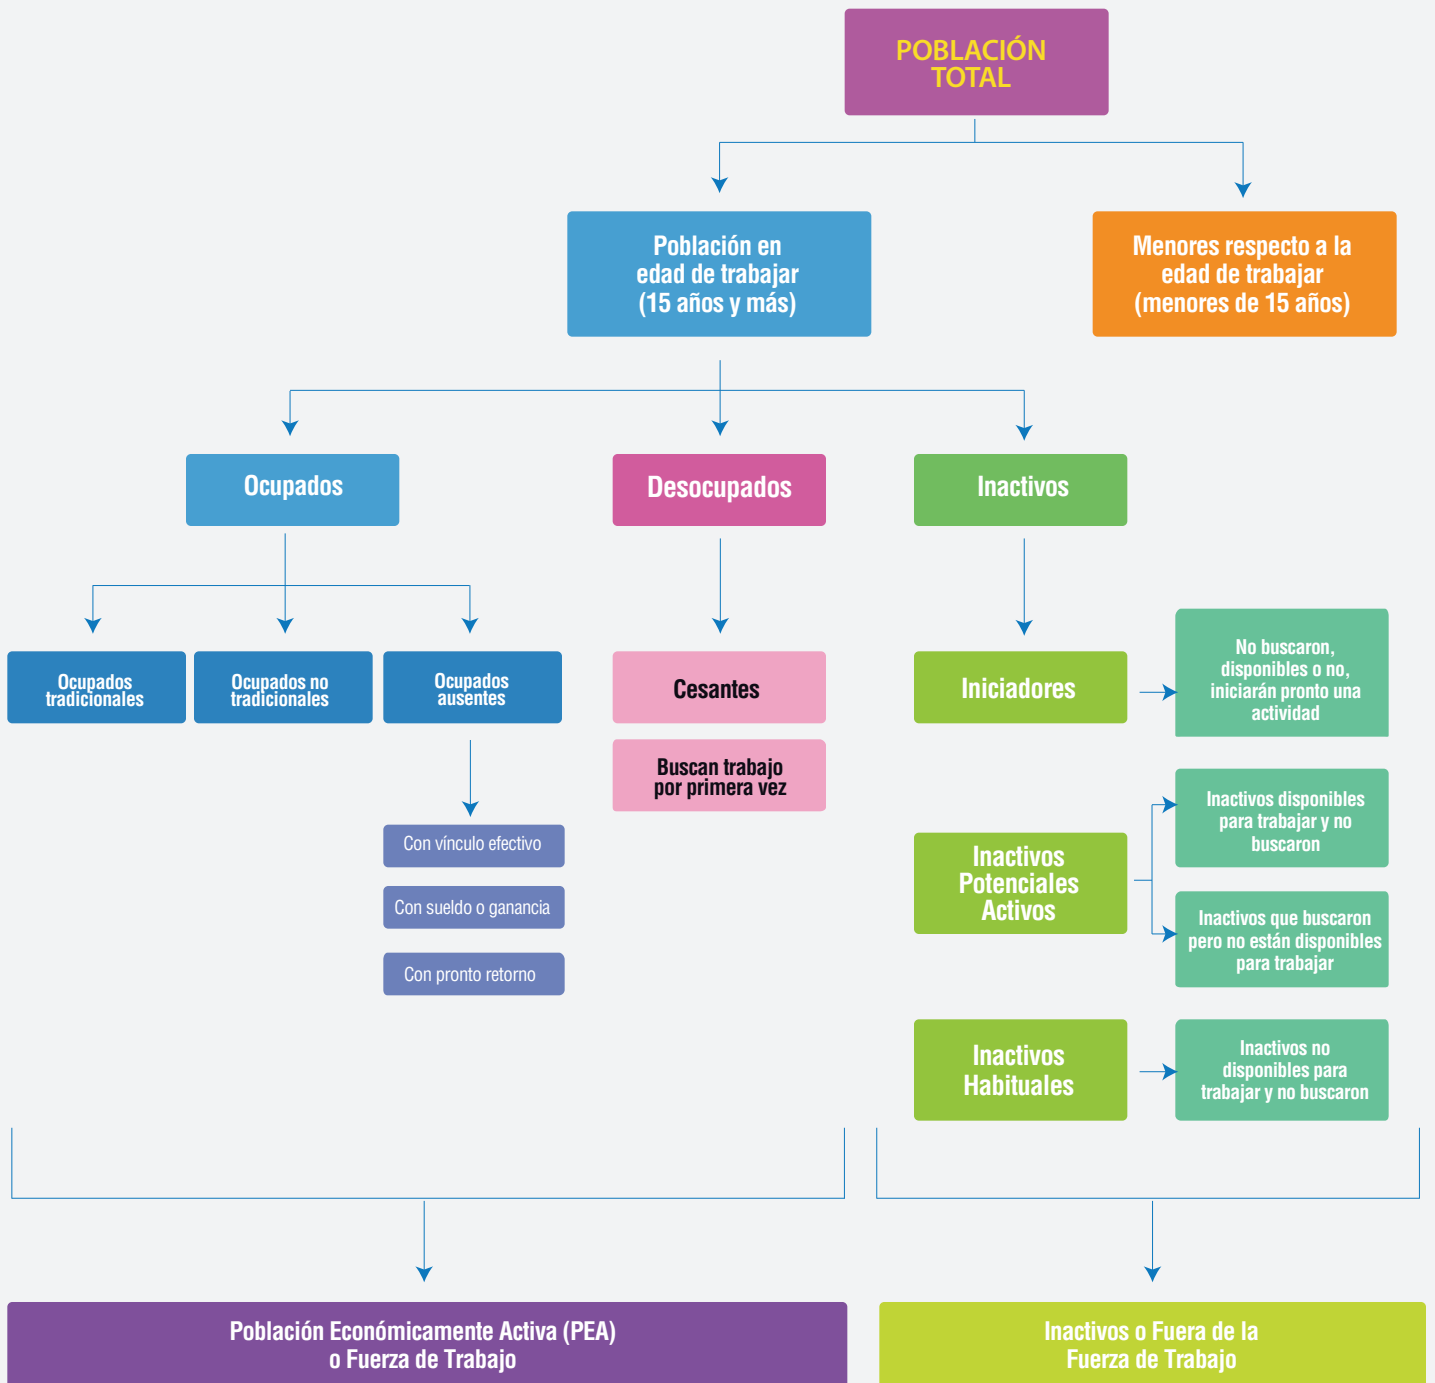 POBLACIÓN
TOTAL
Población en
edad de trabajar
(15 años y más)
Menores respecto a la
edad de trabajar
(menores de 15 años)
Ocupados
Desocupados
Inactivos
Ocupados
tradicionales
Ocupados no
tradicionales
Ocupados
ausentes
Con vínculo efectivo
Con sueldo o ganancia
Con pronto retorno
Cesantes
Buscan trabajo
por primera vez
Iniciadores
No buscaron,
disponibles o no,
iniciarán pronto una
actividad
Inactivos
Potenciales
Activos
Inactivos disponibles
para trabajar y no
buscaron
Inactivos que buscaron
pero no están disponibles
para trabajar
Inactivos
Habituales
Inactivos no
disponibles para
trabajar y no buscaron
Población Económicamente Activa (PEA)
o Fuerza de Trabajo
Inactivos o Fuera de la
Fuerza de Trabajo